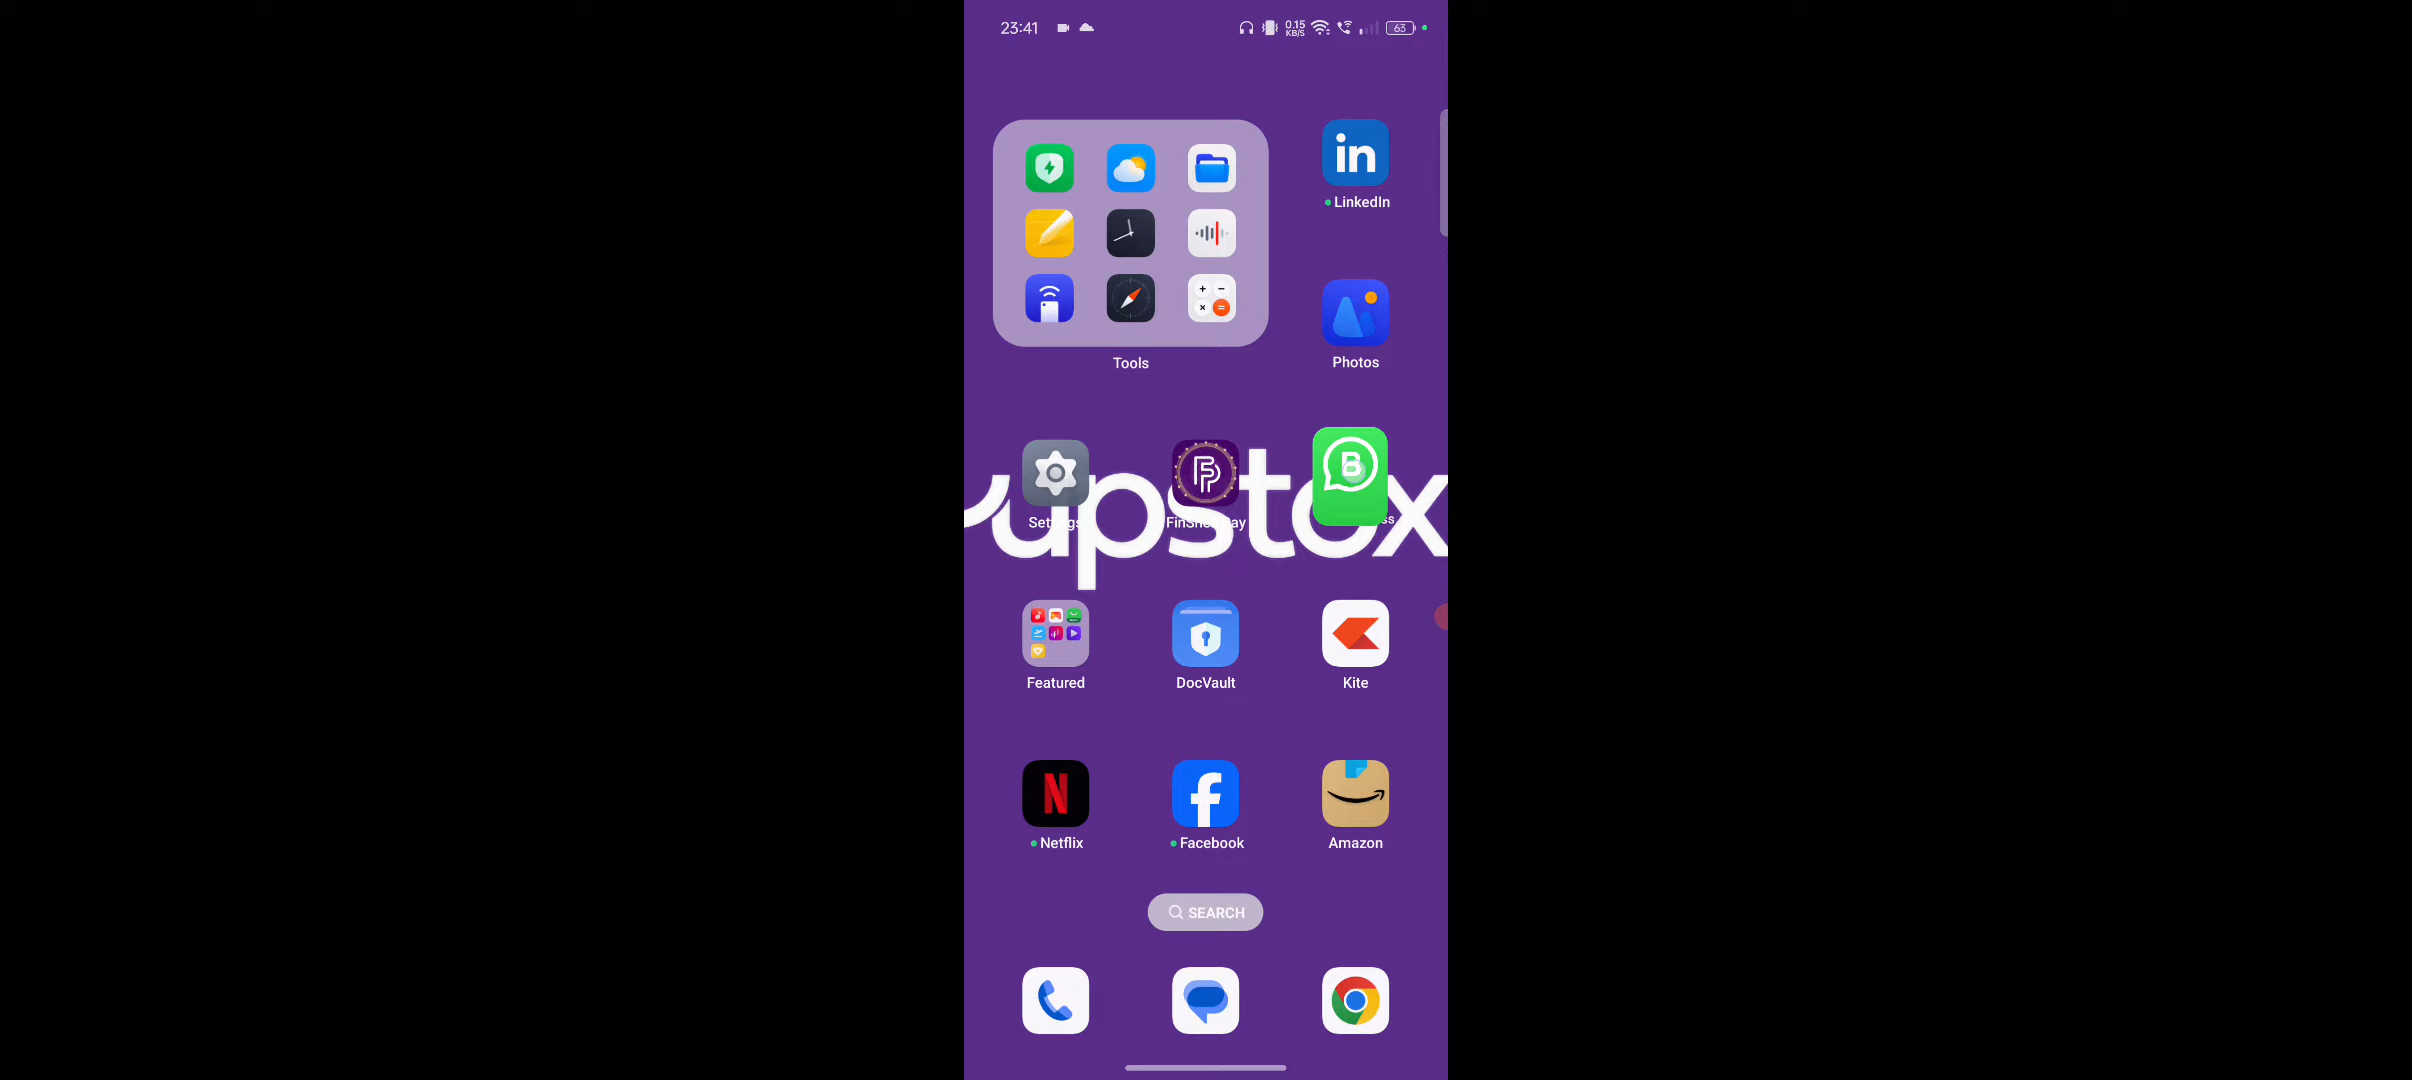 23:41
0.15
KB/S
63
in
LinkedIn
Tools
Photos
B
upstox
Featured
DocVault
Kite
N
f
Netflix
Facebook
Amazon
SEARCH